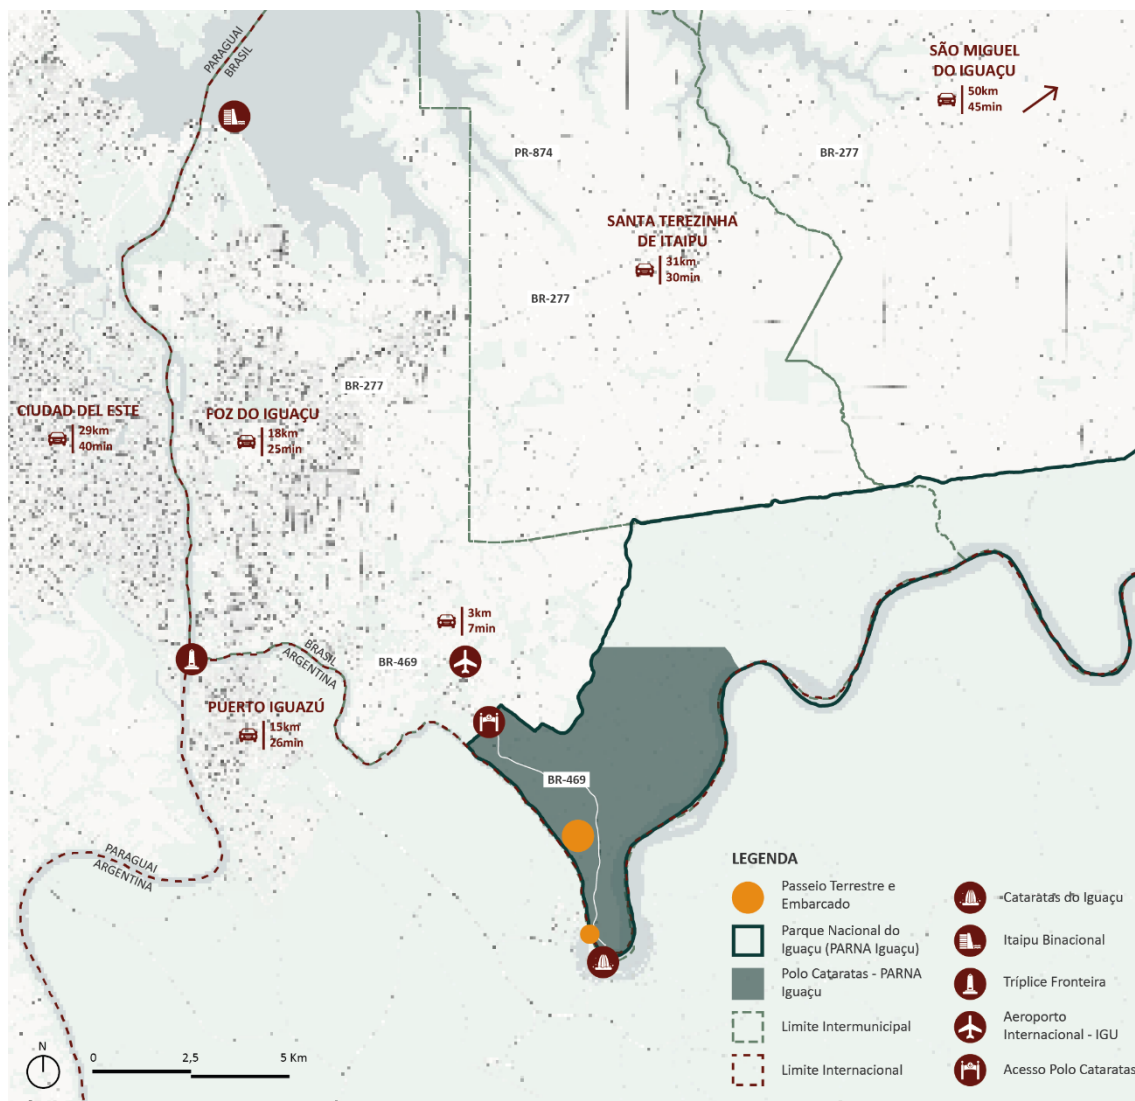 PARAGUAI
BRASIL
SÃO MIGUEL
DO IGUAÇU
50km
45min
PR-874
BR-277
SANTA TEREZINHA
DE ITAIPU
31km
30min
BR-277
BR-277
CIUDAD DEL ESTE
29km
40min
FOZ DO IGUAÇU
18km
25min
3km
7min
BRASIL
ARGENTINA
BR-469
PUERTO IGUAZÚ
15km
26min
BR-469
PARAGUAI
ARGENTINA
LEGENDA
Passeio Terrestre e
Embarcado
Parque Nacional do
Iguaçu (PARNA Iguaçu)
Polo Cataratas - PARNA
Iguaçu
Limite Intermunicipal
Limite Internacional
Cataratas do Iguaçu
Itaipu Binacional
Tríplice Fronteira
Aeroporto
Internacional - IGU
Acesso Polo Cataratas
N
0 2,5 5 Km